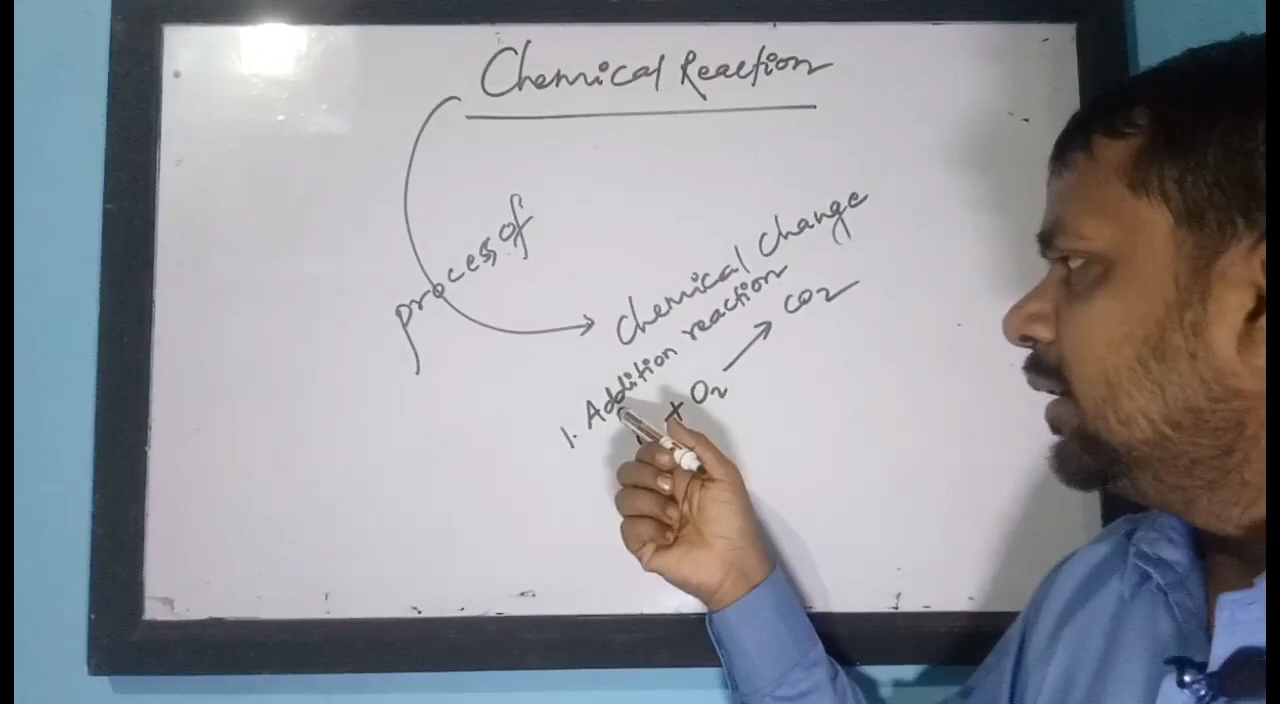 Chemical Reaction
process of
Chemical Change
1. Addition reaction
+ O2 → CO2